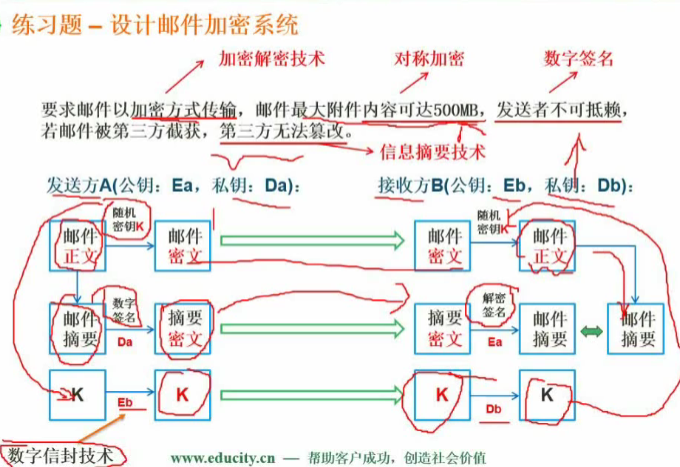 练习题 – 设计邮件加密系统
加密解密技术 对称加密 数字签名
要求邮件以加密方式传输，邮件最大附件内容可达500MB，发送者不可抵赖，
若邮件被第三方截获，第三方无法篡改。
信息摘要技术
发送方A(公钥：Ea，私钥：Da)： 接收方B(公钥：Eb，私钥：Db)：
邮件
正文
随机
密钥K
邮件
密文
邮件
密文
随机
密钥K
邮件
正文
邮件
摘要
数字
签名
Da
摘要
密文
摘要
密文
解密
签名
Ea
邮件
摘要
邮件
摘要
K
Eb
K
K
Db
K
数字信封技术
www.educity.cn — 帮助客户成功，创造社会价值